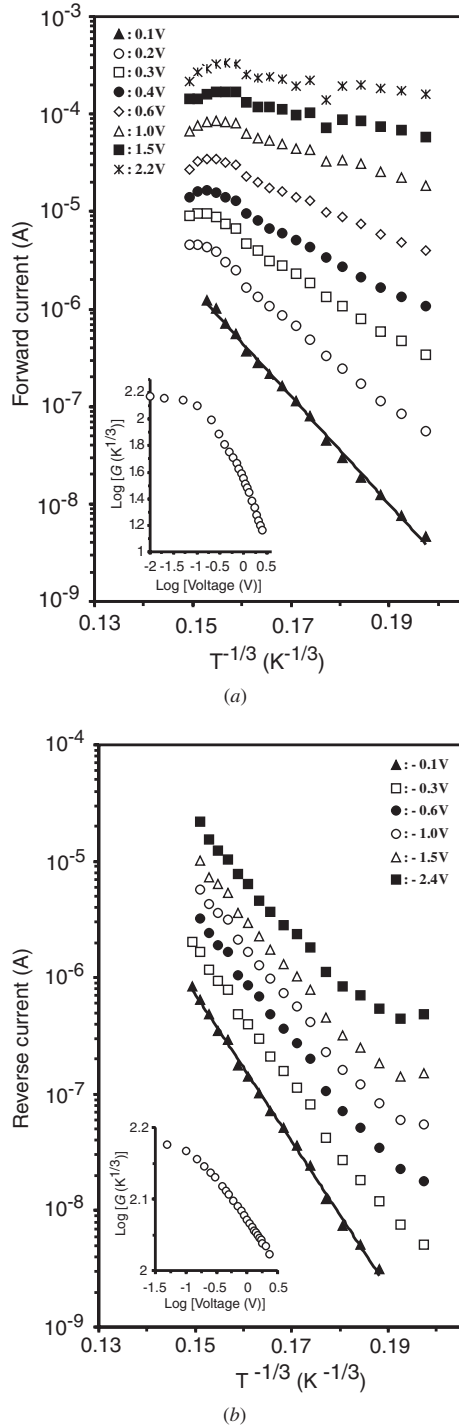 10⁻³
▲: 0.1V
○: 0.2V
□: 0.3V
●: 0.4V
◇: 0.6V
△: 1.0V
■: 1.5V
✳: 2.2V
10⁻⁴
10⁻⁵
10⁻⁶
10⁻⁷
10⁻⁸
10⁻⁹
Forward current (A)
2.2
2
1.8
1.6
1.4
1.2
1
Log [G (K^1/3)]
-2 -1.5 -1 -0.5 0 0.5
Log [Voltage (V)]
0.13 0.15 0.17 0.19
T^-1/3 (K^-1/3)
(a)
10⁻⁴
▲: - 0.1V
□: - 0.3V
●: - 0.6V
○: - 1.0V
△: - 1.5V
■: - 2.4V
10⁻⁵
10⁻⁶
10⁻⁷
10⁻⁸
10⁻⁹
Reverse current (A)
2.2
2.1
2
Log [G (K^1/3)]
-1.5 -1 -0.5 0 0.5
Log [Voltage (V)]
0.13 0.15 0.17 0.19
T^-1/3 (K^-1/3)
(b)